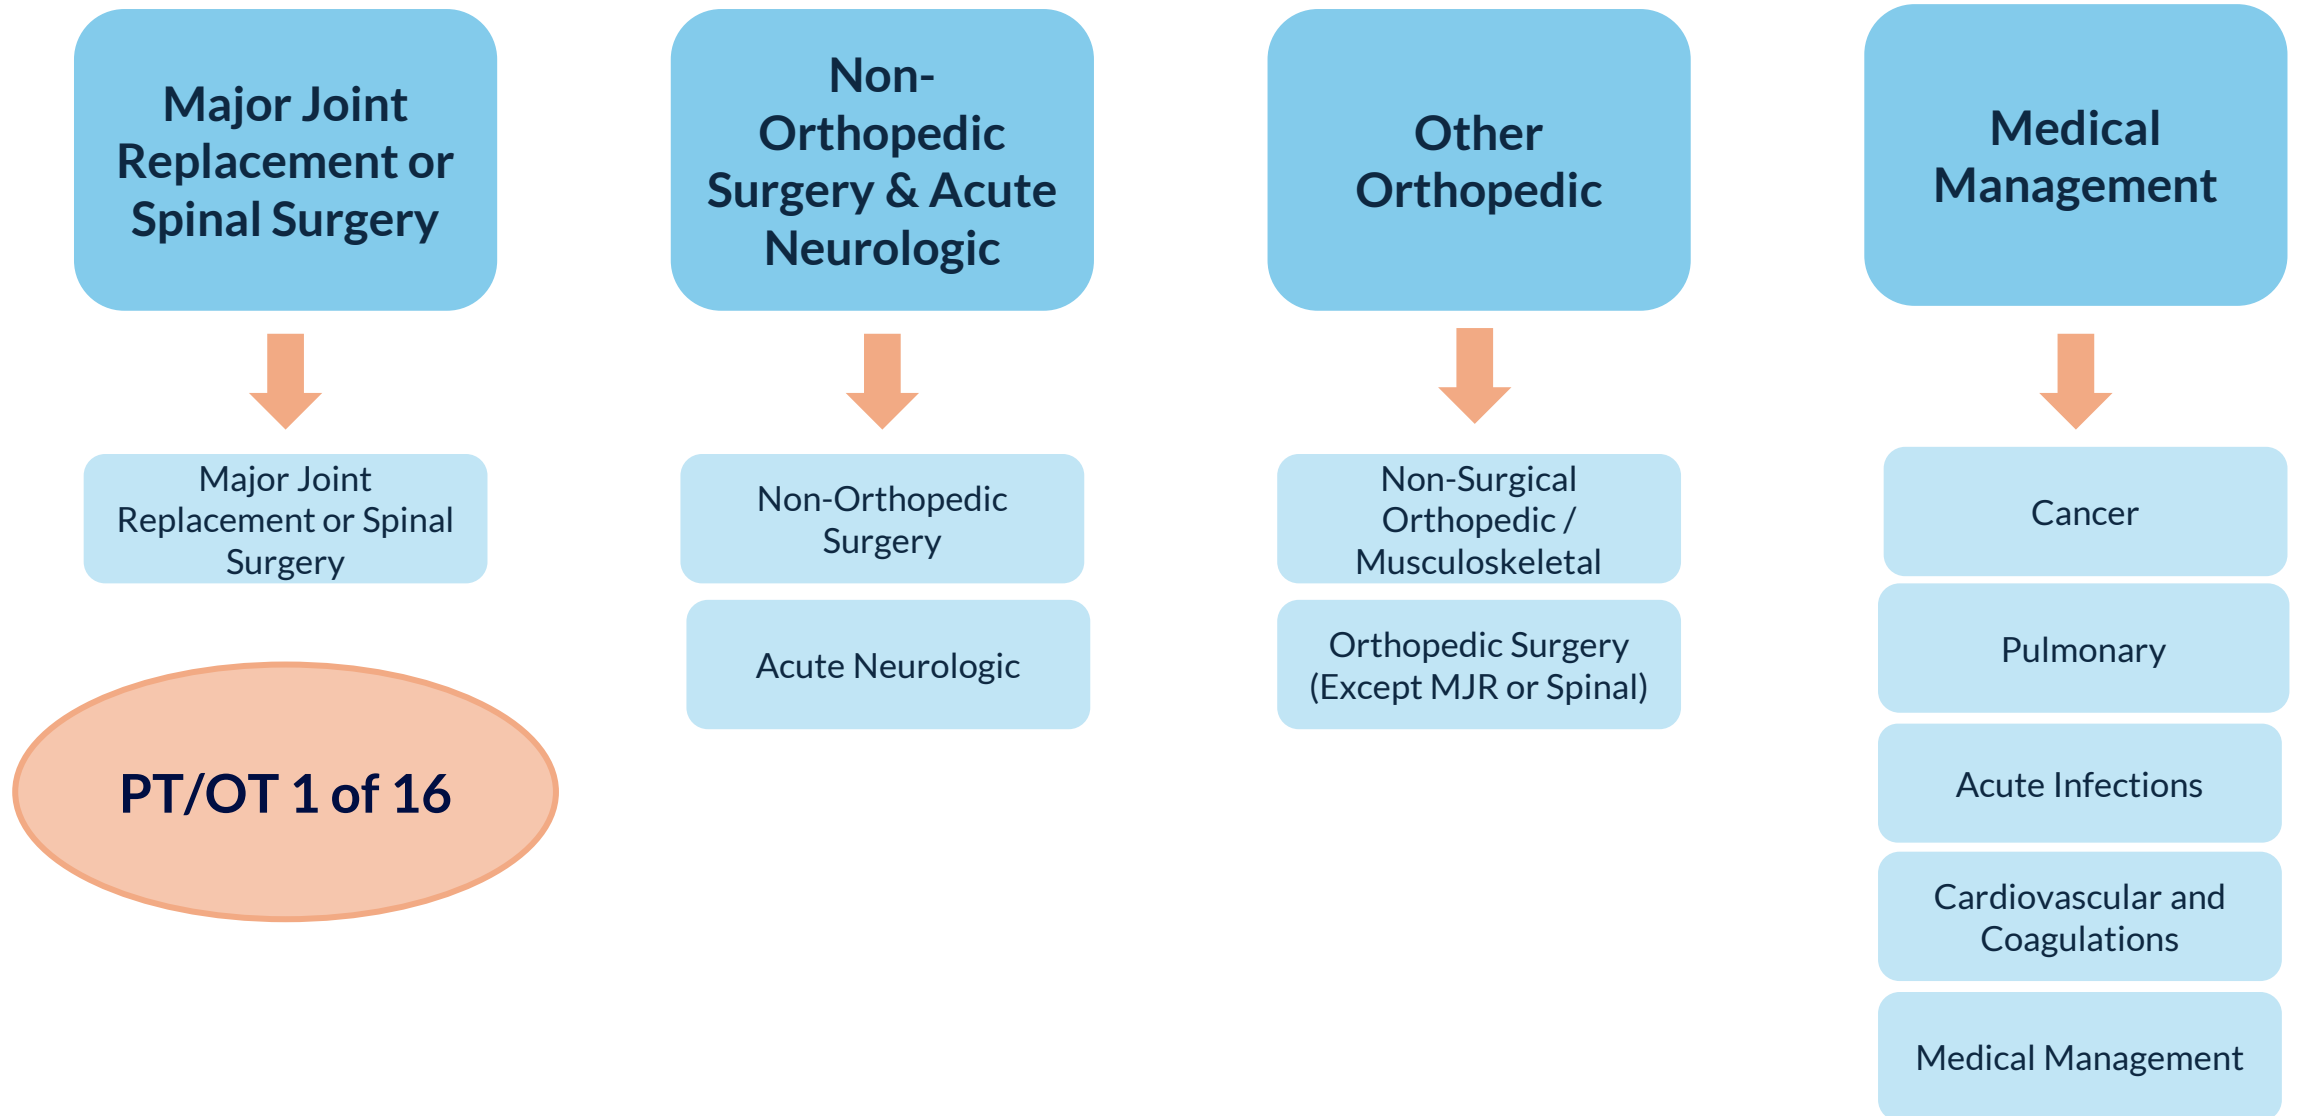 Major Joint
Replacement or
Spinal Surgery
Non-
Orthopedic
Surgery & Acute
Neurologic
Other
Orthopedic
Medical
Management
Major Joint
Replacement or Spinal
Surgery
Non-Orthopedic
Surgery
Acute Neurologic
Non-Surgical
Orthopedic /
Musculoskeletal
Orthopedic Surgery
(Except MJR or Spinal)
Cancer
Pulmonary
Acute Infections
Cardiovascular and
Coagulations
Medical Management
PT/OT 1 of 16